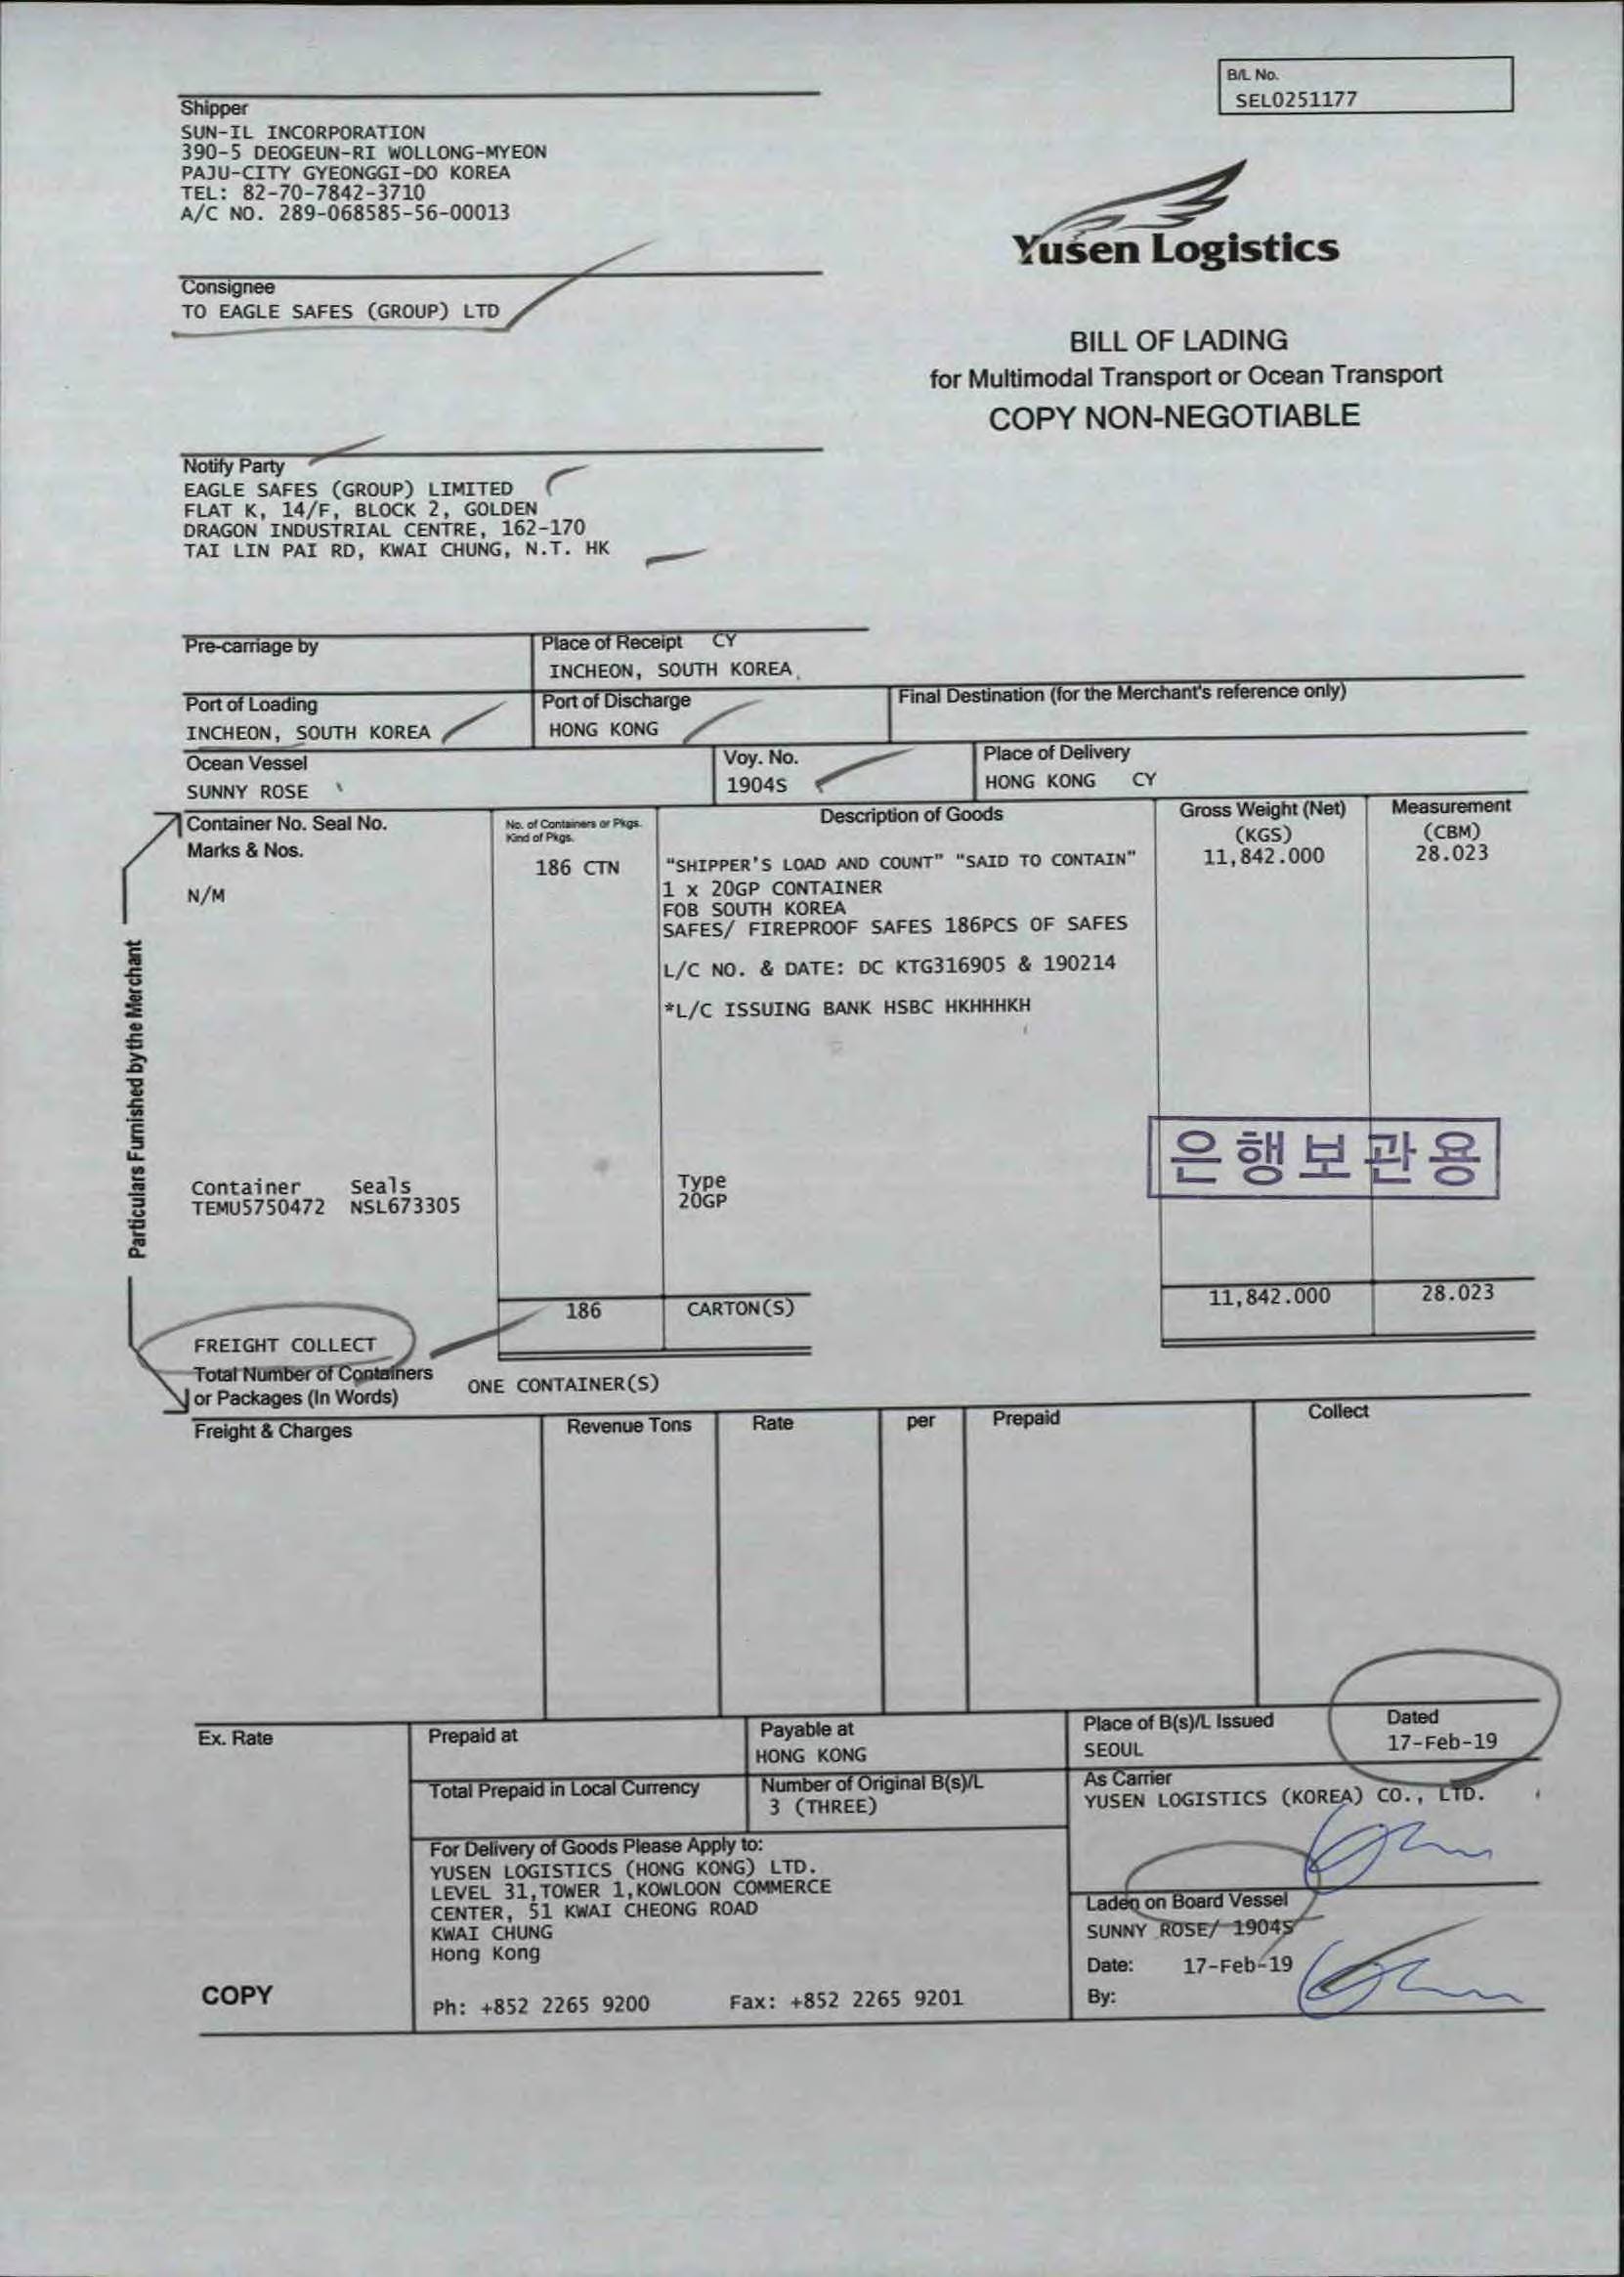 B/L No.
SEL0251177
Shipper
SUN-IL INCORPORATION
390-5 DEOGEUN-RI WOLLONG-MYEON
PAJU-CITY GYEONGGI-DO KOREA
TEL: 82-70-7842-3710
A/C NO. 289-068585-56-00013
Yusen Logistics
Consignee
TO EAGLE SAFES (GROUP) LTD
BILL OF LADING
for Multimodal Transport or Ocean Transport
COPY NON-NEGOTIABLE
Notify Party
EAGLE SAFES (GROUP) LIMITED
FLAT K, 14/F, BLOCK 2, GOLDEN
DRAGON INDUSTRIAL CENTRE, 162-170
TAI LIN PAI RD, KWAI CHUNG, N.T. HK
Pre-carriage by
Place of Receipt CY
INCHEON, SOUTH KOREA
Port of Loading
INCHEON, SOUTH KOREA
Port of Discharge
HONG KONG
Final Destination (for the Merchant's reference only)
Ocean Vessel
SUNNY ROSE
Voy. No.
1904S
Place of Delivery
HONG KONG CY
Particulars Furnished by the Merchant
Container No. Seal No.
Marks & Nos.
N/M
No. of Containers or Pkgs.
Kind of Pkgs.
186 CTN
Description of Goods
"SHIPPER'S LOAD AND COUNT" "SAID TO CONTAIN"
1 x 20GP CONTAINER
FOB SOUTH KOREA
SAFES/ FIREPROOF SAFES 186PCS OF SAFES
L/C NO. & DATE: DC KTG316905 & 190214
*L/C ISSUING BANK HSBC HKHHHKH
Gross Weight (Net)
(KGS)
11,842.000
Measurement
(CBM)
28.023
은행보관용
Container Seals Type
TEMU5750472 NSL673305 20GP
186 CARTON(S) 11,842.000 28.023
FREIGHT COLLECT
Total Number of Containers
or Packages (In Words)
ONE CONTAINER(S)
Freight & Charges Revenue Tons Rate per Prepaid Collect
Ex. Rate
Prepaid at
Payable at
HONG KONG
Place of B(s)/L Issued
SEOUL
Dated
17-Feb-19
Total Prepaid in Local Currency
Number of Original B(s)/L
3 (THREE)
As Carrier
YUSEN LOGISTICS (KOREA) CO., LTD.
For Delivery of Goods Please Apply to:
YUSEN LOGISTICS (HONG KONG) LTD.
LEVEL 31,TOWER 1,KOWLOON COMMERCE
CENTER, 51 KWAI CHEONG ROAD
KWAI CHUNG
Hong Kong
Ph: +852 2265 9200 Fax: +852 2265 9201
Laden on Board Vessel
SUNNY ROSE/ 1904S
Date: 17-Feb-19
By:
COPY